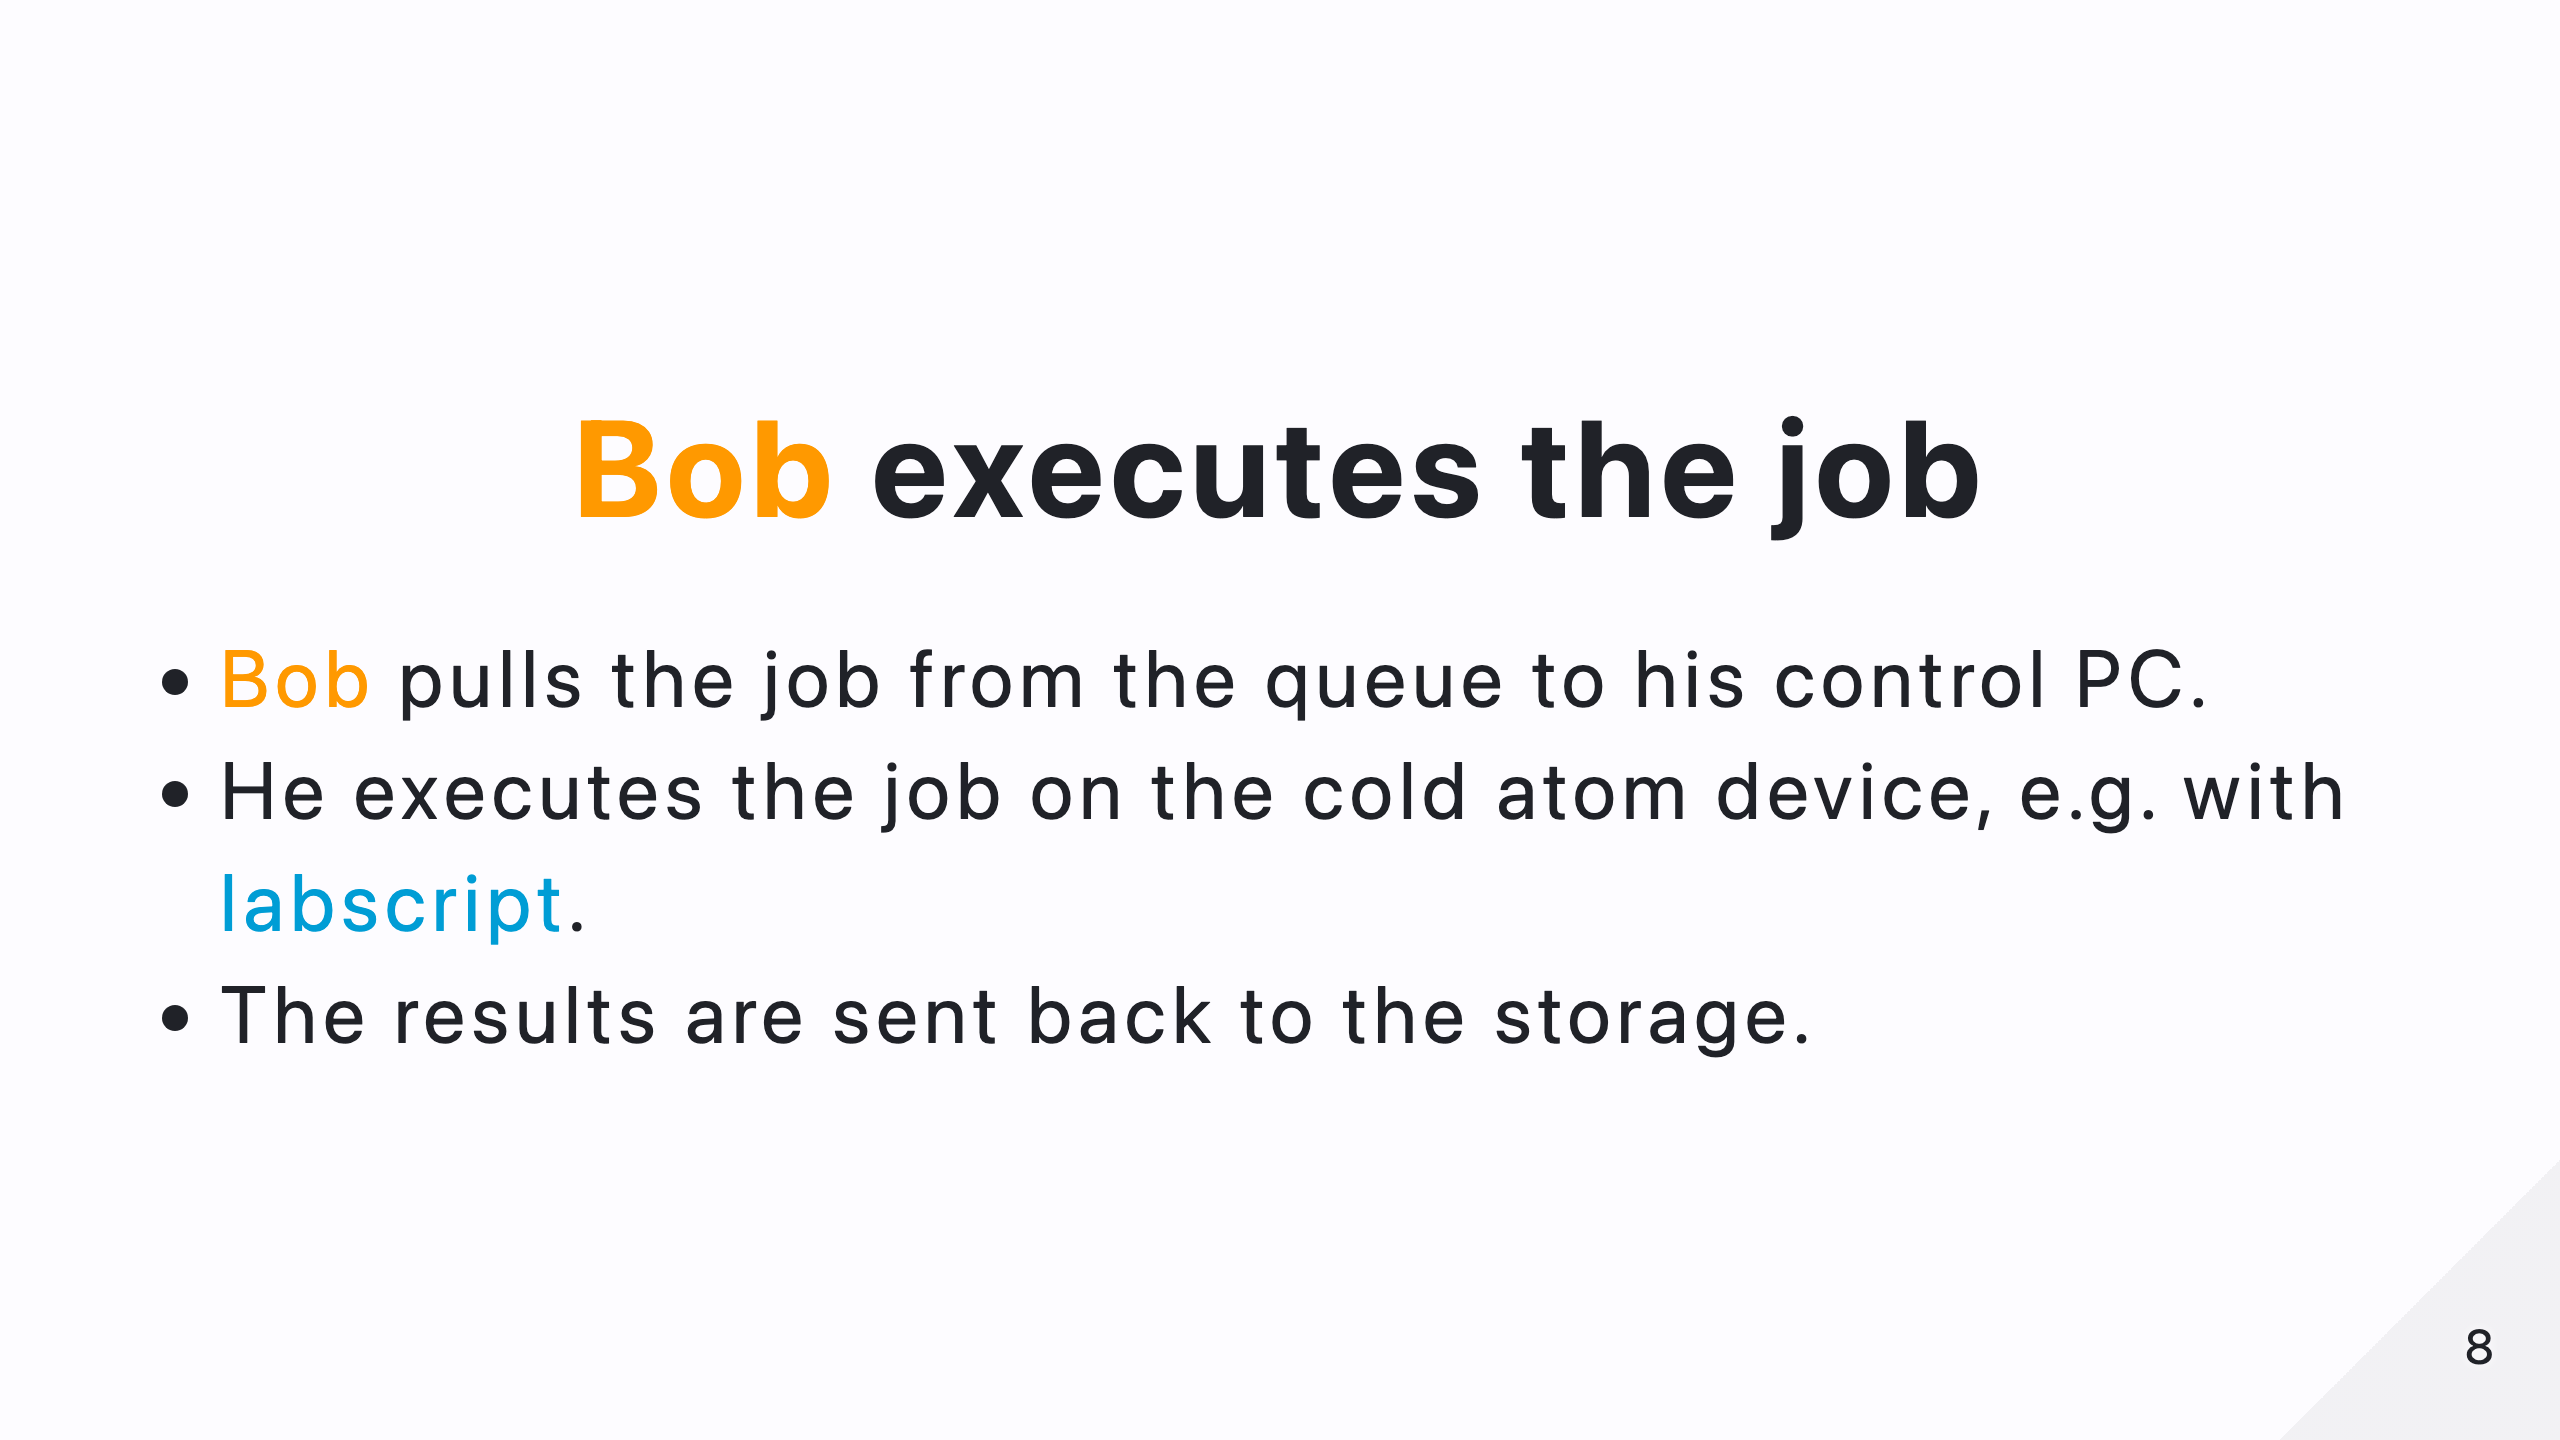 Bob executes the job
• Bob pulls the job from the queue to his control PC.
• He executes the job on the cold atom device, e.g. with
labscript.
• The results are sent back to the storage.
8